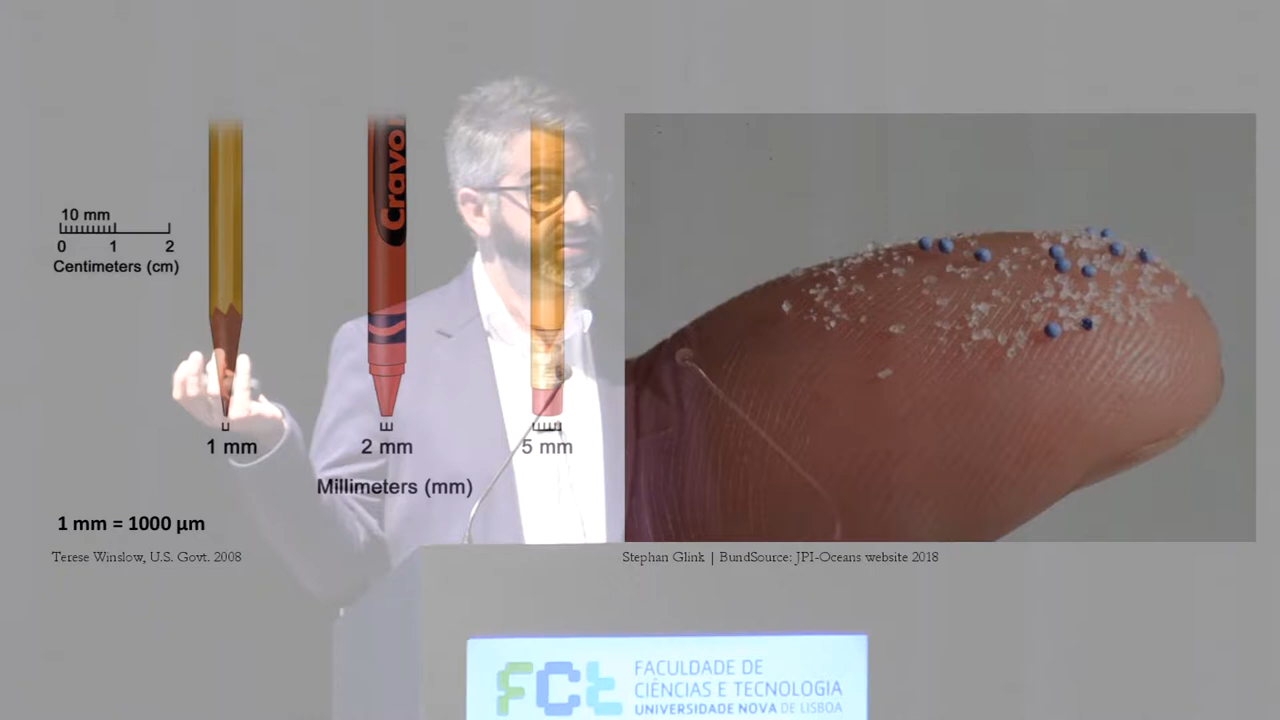 10 mm
0 1 2
Centimeters (cm)
Crayo
1 mm
2 mm
5 mm
Millimeters (mm)
1 mm = 1000 µm
Terese Winslow, U.S. Govt. 2008
Stephan Glink | BundSource: JPI-Oceans website 2018
FCt
FACULDADE DE
CIÊNCIAS E TECNOLOGIA
UNIVERSIDADE NOVA DE LISBOA